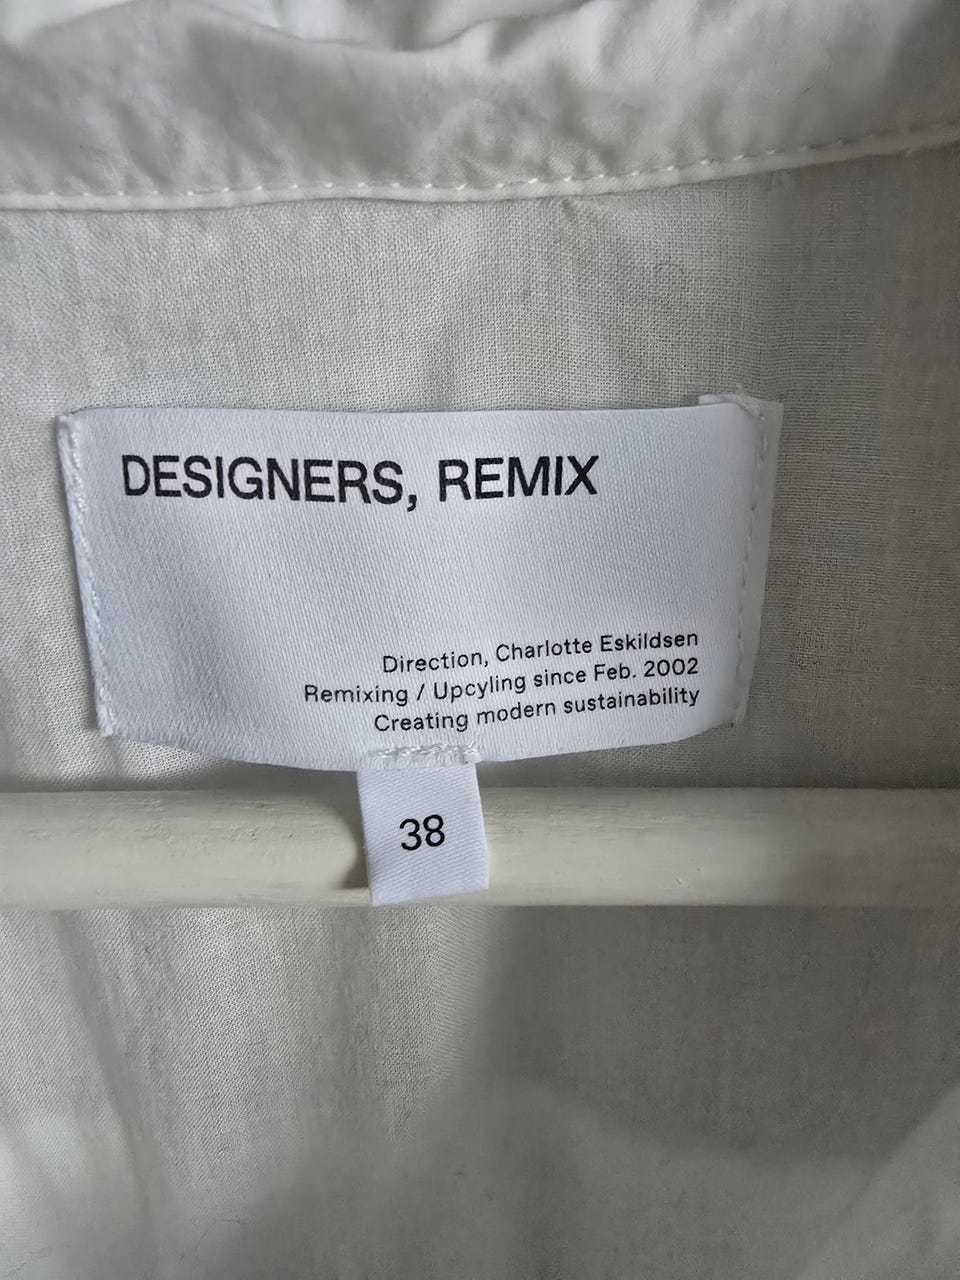 DESIGNERS, REMIX
Direction, Charlotte Eskildsen
Remixing / Upcyling since Feb. 2002
Creating modern sustainability
38